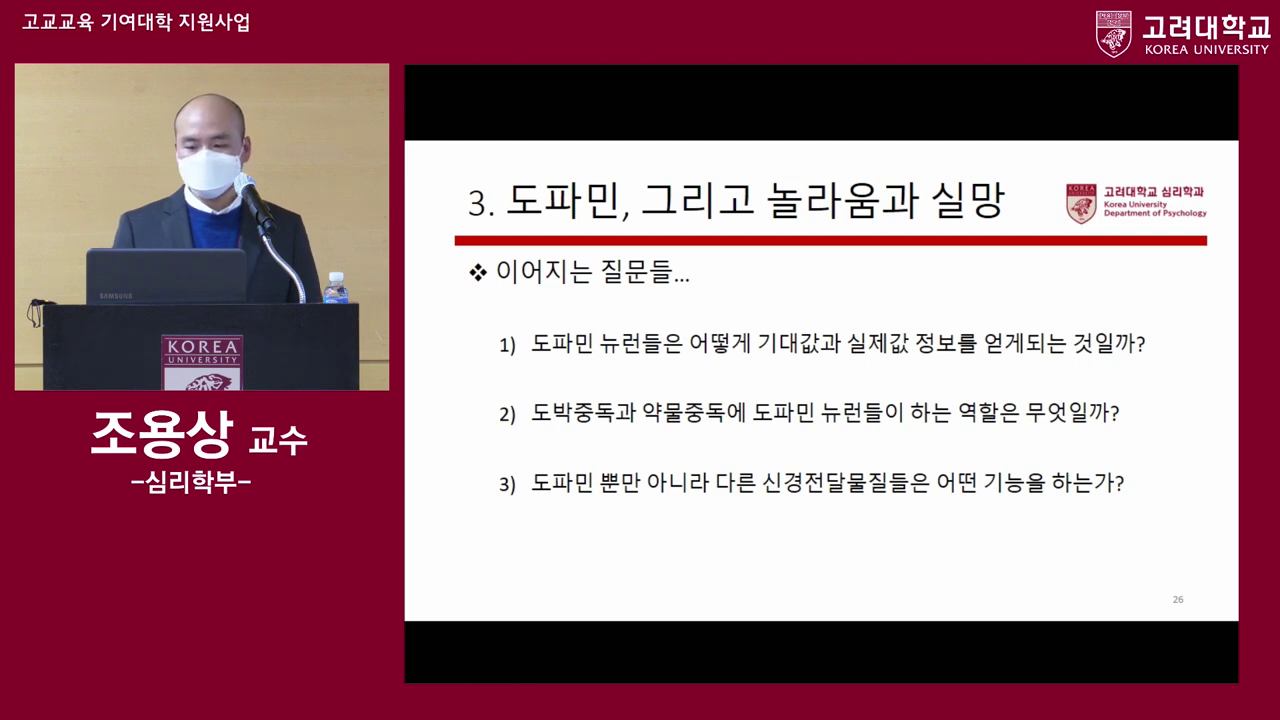 고교교육 기여대학 지원사업
고려대학교
KOREA UNIVERSITY
3. 도파민, 그리고 놀라움과 실망
KOREA
고려대학교 심리학과
Korea University
Department of Psychology
❖ 이어지는 질문들...
1) 도파민 뉴런들은 어떻게 기대값과 실제값 정보를 얻게되는 것일까?
2) 도박중독과 약물중독에 도파민 뉴런들이 하는 역할은 무엇일까?
3) 도파민 뿐만 아니라 다른 신경전달물질들은 어떤 기능을 하는가?
26
SAMSUNG
KOREA
UNIVERSITY
조용상 교수
-심리학부-